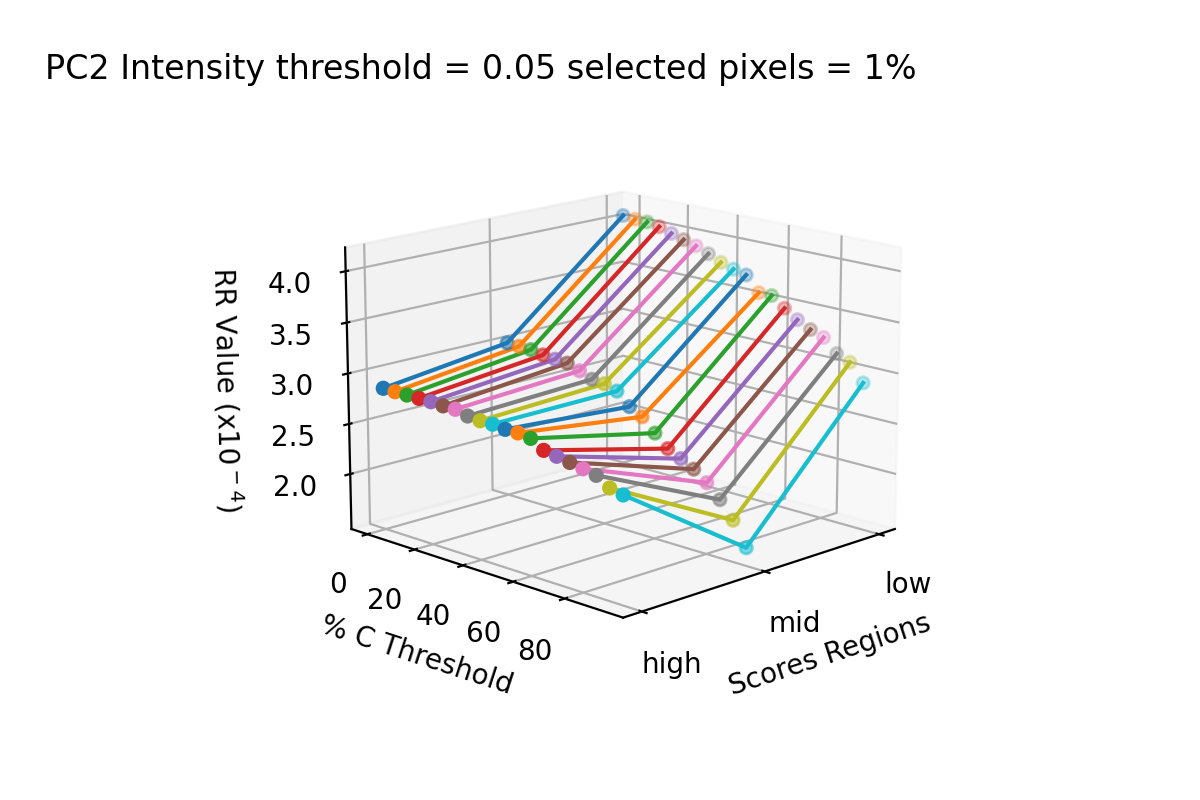 PC2 Intensity threshold = 0.05 selected pixels = 1%
RR Value (x10⁻⁴)
4.0
3.5
3.0
2.5
2.0
0
20
40
60
80
% C Threshold
high
mid
low
Scores Regions